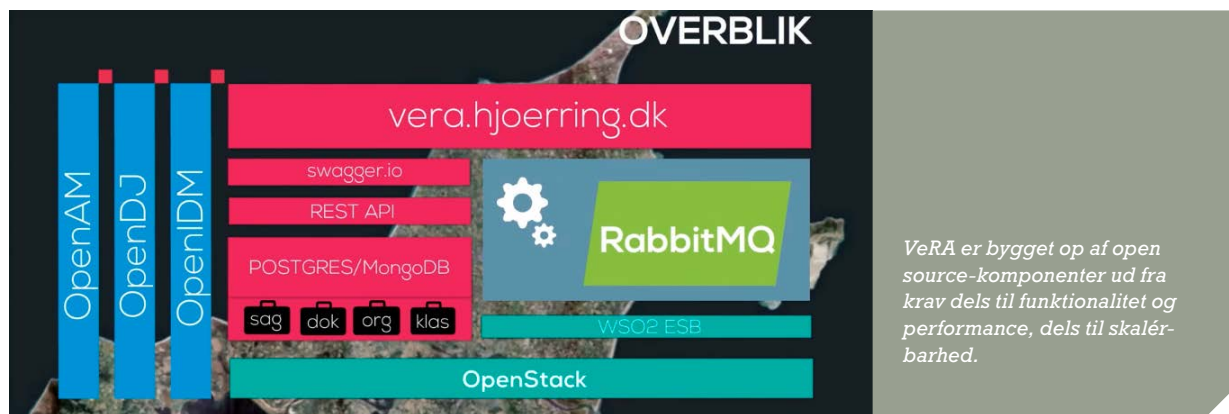 OVERBLIK
OpenAM
OpenDJ
OpenIDM
vera.hjoerring.dk
swagger.io
REST API
POSTGRES/MongoDB
sag
dok
org
klas
RabbitMQ
WSO2 ESB
OpenStack
VeRA er bygget op af open
source-komponenter ud fra
krav dels til funktionalitet og
performance, dels til skalér-
barhed.